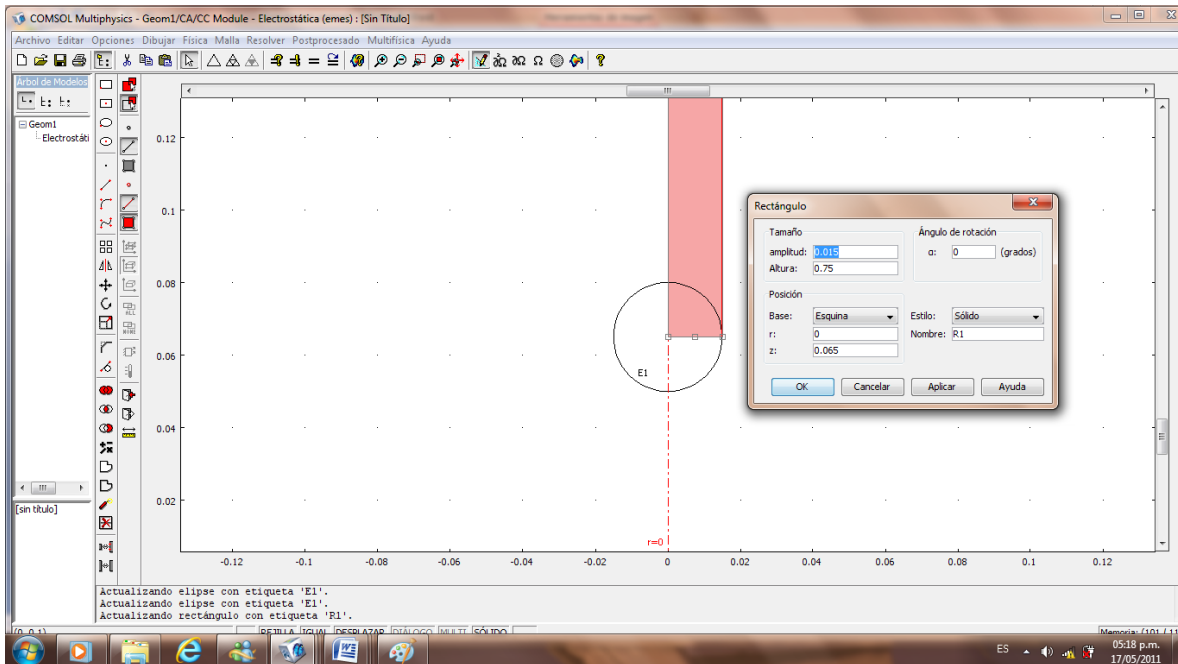 COMSOL Multiphysics - Geom1/CA/CC Module - Electrostática (emes) : [Sin Título]
Archivo Editar Opciones Dibujar Física Malla Resolver Postprocesado Multifísica Ayuda
Árbol de Modelos
Geom1
Electrostáti
[sin título]
0.12
0.1
0.08
0.06
0.04
0.02
E1
r=0
-0.12 -0.1 -0.08 -0.06 -0.04 -0.02 0 0.02 0.04 0.06 0.08 0.1 0.12
Rectángulo
Tamaño
amplitud: 0.015
Altura: 0.75
Ángulo de rotación
α: 0 (grados)
Posición
Base: Esquina
r: 0
z: 0.065
Estilo: Sólido
Nombre: R1
OK Cancelar Aplicar Ayuda
Actualizando elipse con etiqueta 'E1'.
Actualizando elipse con etiqueta 'E1'.
Actualizando rectángulo con etiqueta 'R1'.
(0, 0.1) REJILLA IGUAL DESPLAZAR DIÁLOGO MULTI SÓLIDO Memoria: (101 / 11
ES 05:18 p.m.
17/05/2011